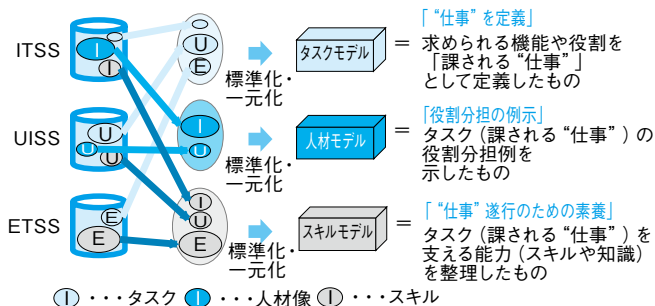 ITSS
I
I
U
E
標準化・
一元化
タスクモデル
=
「 “仕事” を定義」
求められる機能や役割を
「課される “仕事” 」
として定義したもの
UISS
U
U
U
I
U
標準化・
一元化
人材モデル
=
「役割分担の例示」
タスク (課される “仕事” ) の
役割分担例を
示したもの
ETSS
E
E
I
U
E
標準化・
一元化
スキルモデル
=
「 “仕事” 遂行のための素養」
タスク (課される “仕事” ) を
支える能力 (スキルや知識)
を整理したもの
I ・・・タスク I ・・・人材像 I ・・・スキル